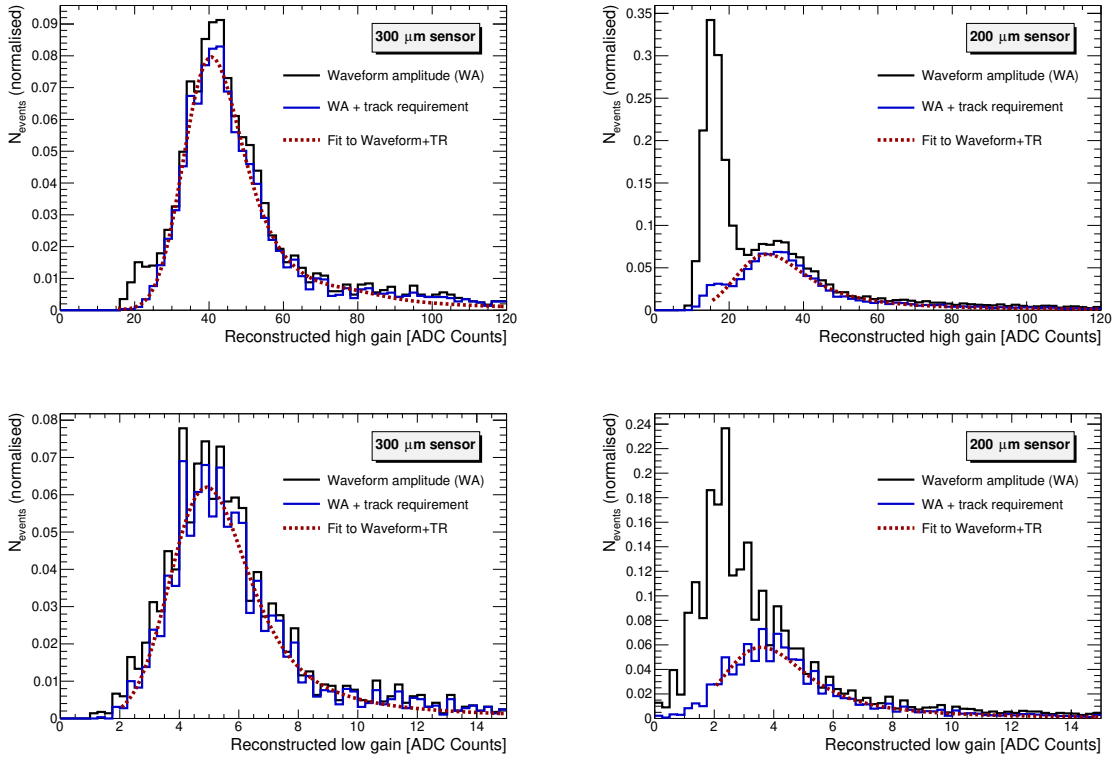 300 μm sensor
Waveform amplitude (WA)
WA + track requirement
Fit to Waveform+TR
N events (normalised)
0.09
0.08
0.07
0.06
0.05
0.04
0.03
0.02
0.01
0
0 20 40 60 80 100 120
Reconstructed high gain [ADC Counts]
200 μm sensor
Waveform amplitude (WA)
WA + track requirement
Fit to Waveform+TR
N events (normalised)
0.35
0.3
0.25
0.2
0.15
0.1
0.05
0
0 20 40 60 80 100 120
Reconstructed high gain [ADC Counts]
300 μm sensor
Waveform amplitude (WA)
WA + track requirement
Fit to Waveform+TR
N events (normalised)
0.08
0.07
0.06
0.05
0.04
0.03
0.02
0.01
0
0 2 4 6 8 10 12 14
Reconstructed low gain [ADC Counts]
200 μm sensor
Waveform amplitude (WA)
WA + track requirement
Fit to Waveform+TR
N events (normalised)
0.24
0.22
0.2
0.18
0.16
0.14
0.12
0.1
0.08
0.06
0.04
0.02
0
0 2 4 6 8 10 12 14
Reconstructed low gain [ADC Counts]